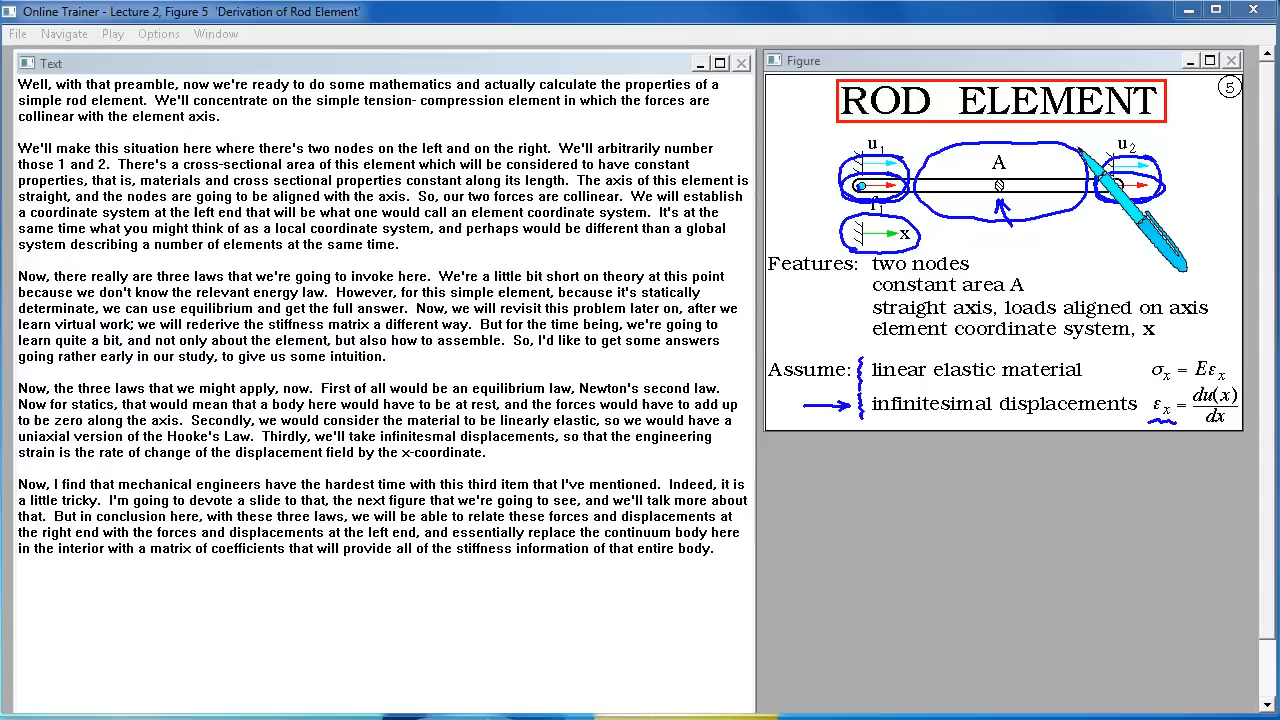 Online Trainer - Lecture 2, Figure 5 'Derivation of Rod Element'
File Navigate Play Options Window
Text
Well, with that preamble, now we're ready to do some mathematics and actually calculate the properties of a
simple rod element. We'll concentrate on the simple tension- compression element in which the forces are
collinear with the element axis.
We'll make this situation here where there's two nodes on the left and on the right. We'll arbitrarily number
those 1 and 2. There's a cross-sectional area of this element which will be considered to have constant
properties, that is, materials and cross sectional properties constant along its length. The axis of this element is
straight, and the nodes are going to be aligned with the axis. So, our two forces are collinear. We will establish
a coordinate system at the left end that will be what one would call an element coordinate system. It's at the
same time what you might think of as a local coordinate system, and perhaps would be different than a global
system describing a number of elements at the same time.
Now, there really are three laws that we're going to invoke here. We're a little bit short on theory at this point
because we don't know the relevant energy law. However, for this simple element, because it's statically
determinate, we can use equilibrium and get the full answer. Now, we will revisit this problem later on, after we
learn virtual work; we will rederive the stiffness matrix a different way. But for the time being, we're going to
learn quite a bit, and not only about the element, but also how to assemble. So, I'd like to get some answers
going rather early in our study, to give us some intuition.
Now, the three laws that we might apply, now. First of all would be an equilibrium law, Newton's second law.
Now for statics, that would mean that a body here would have to be at rest, and the forces would have to add up
to be zero along the axis. Secondly, we would consider the material to be linearly elastic, so we would have a
uniaxial version of the Hooke's Law. Thirdly, we'll take infinitesmal displacements, so that the engineering
strain is the rate of change of the displacement field by the x-coordinate.
Now, I find that mechanical engineers have the hardest time with this third item that I've mentioned. Indeed, it is
a little tricky. I'm going to devote a slide to that, the next figure that we're going to see, and we'll talk more about
that. But in conclusion here, with these three laws, we will be able to relate these forces and displacements at
the right end with the forces and displacements at the left end, and essentially replace the continuum body here
in the interior with a matrix of coefficients that will provide all of the stiffness information of that entire body.
Figure
5
ROD ELEMENT
u1 u2
A
f1
x
Features: two nodes
constant area A
straight axis, loads aligned on axis
element coordinate system, x
Assume: linear elastic material σx = Eεx
infinitesimal displacements εx = du(x)/dx